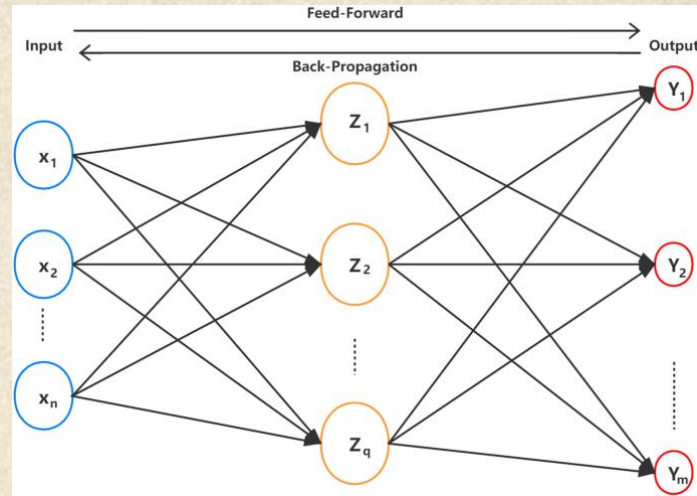 Feed-Forward
Input
Output
Back-Propagation
x1
x2
xn
Z1
Z2
Zq
Y1
Y2
Ym